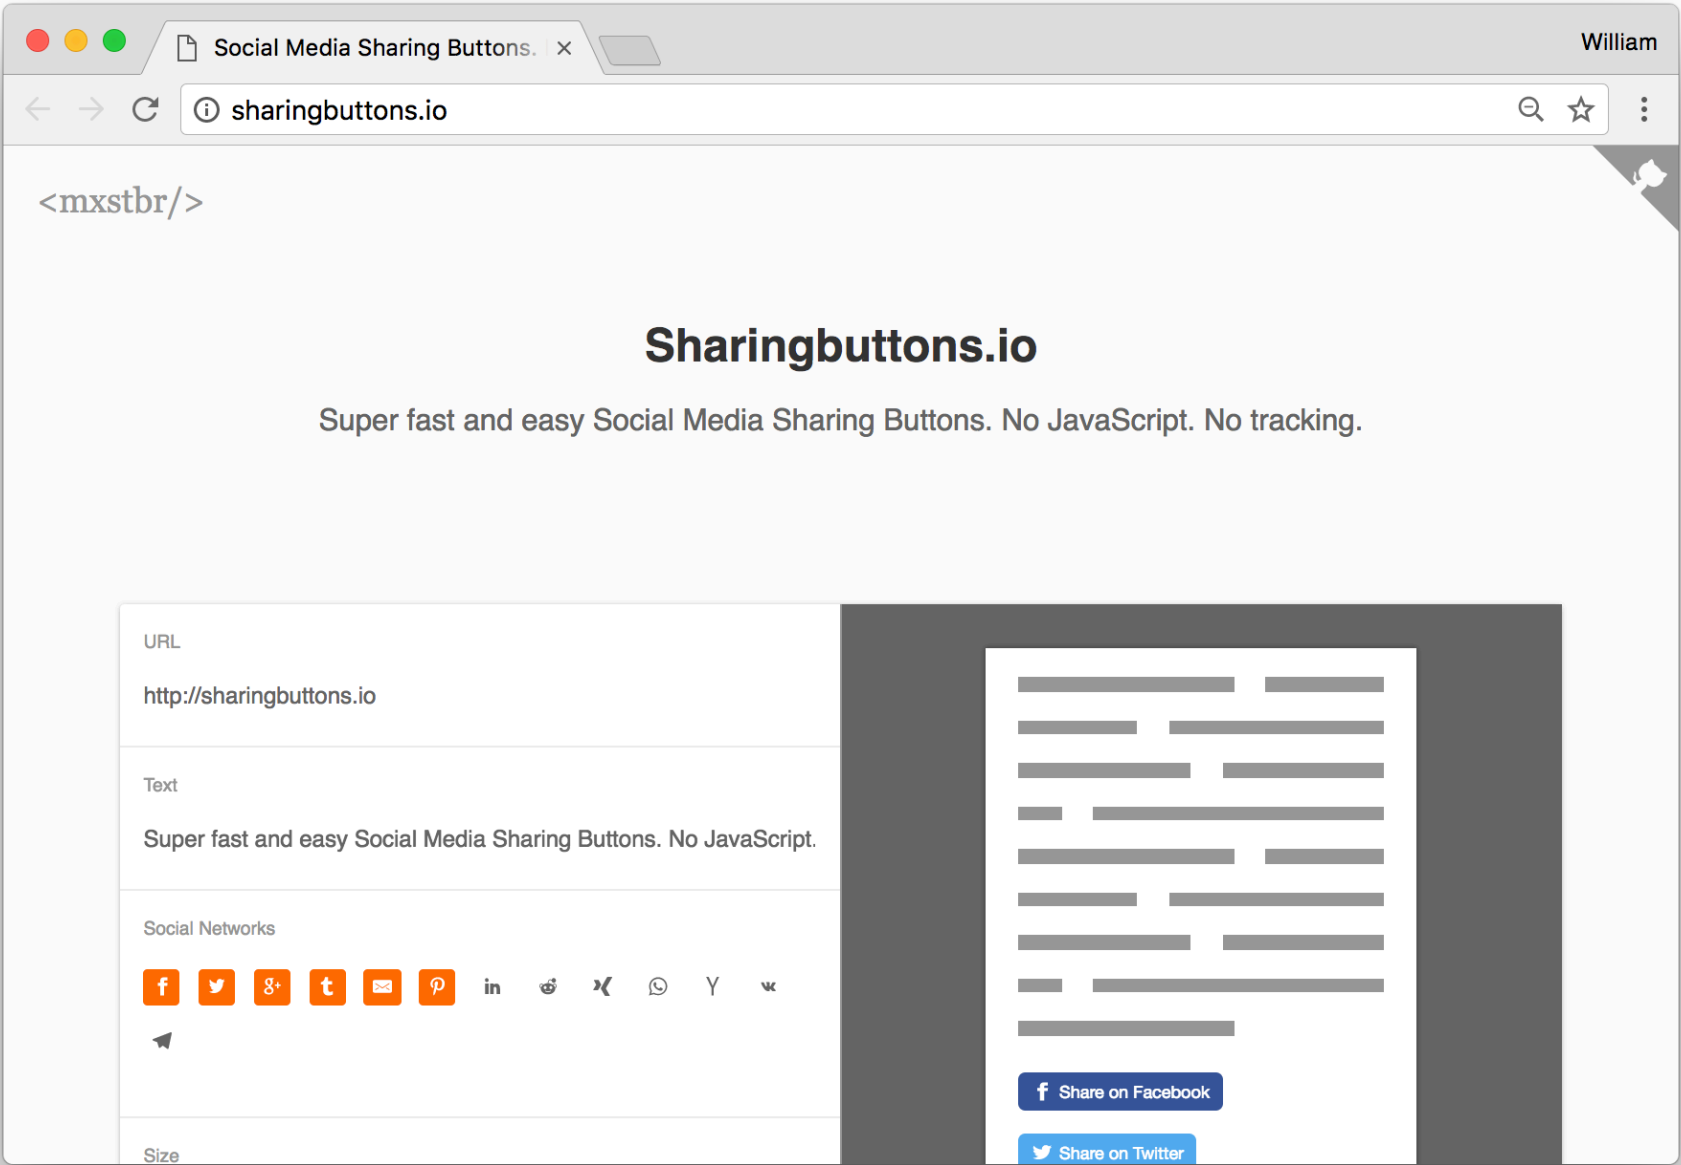 Social Media Sharing Buttons.
William
sharingbuttons.io
<mxstbr/>
Sharingbuttons.io
Super fast and easy Social Media Sharing Buttons. No JavaScript. No tracking.
URL
http://sharingbuttons.io
Text
Super fast and easy Social Media Sharing Buttons. No JavaScript.
Social Networks
Share on Facebook
Share on Twitter
Size